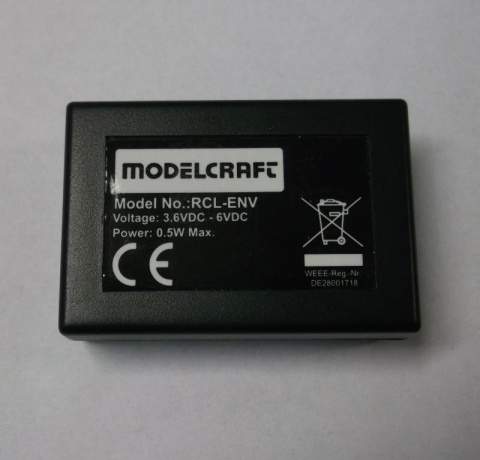 MODELCRAFT
Model No.:RCL-ENV
Voltage: 3.6VDC - 6VDC
Power: 0.5W Max.
CE
WEEE-Reg.-Nr.:
DE28001718